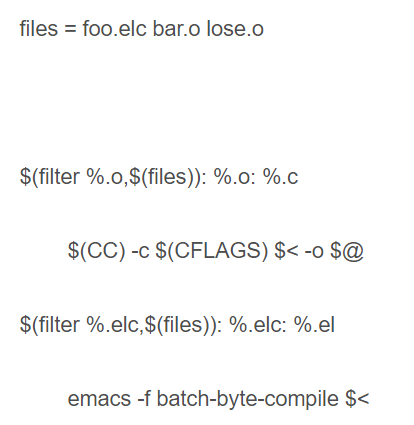 files = foo.elc bar.o lose.o
$(filter %.o,$(files)): %.o: %.c
$(CC) -c $(CFLAGS) $< -o $@
$(filter %.elc,$(files)): %.elc: %.el
emacs -f batch-byte-compile $<